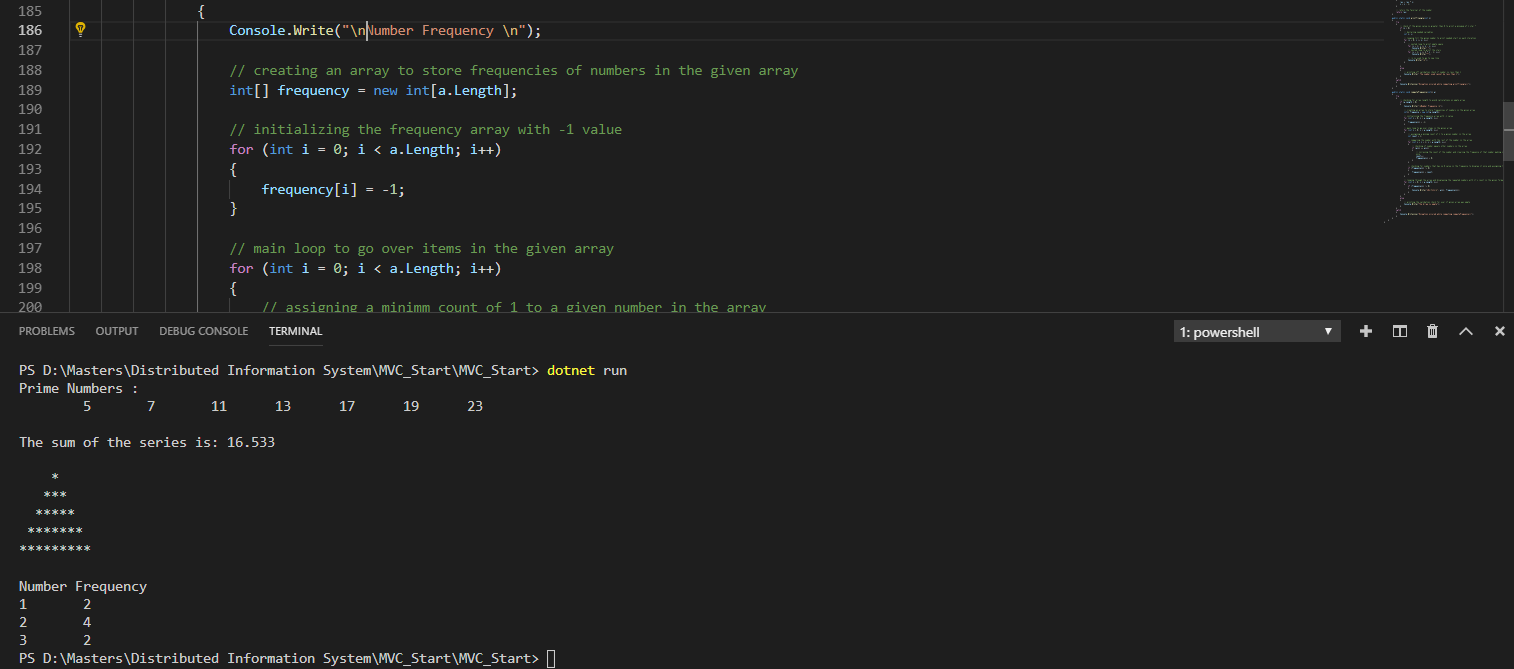 185 {
186 Console.Write("\nNumber Frequency \n");
187
188 // creating an array to store frequencies of numbers in the given array
189 int[] frequency = new int[a.Length];
190
191 // initializing the frequency array with -1 value
192 for (int i = 0; i < a.Length; i++)
193 {
194 frequency[i] = -1;
195 }
196
197 // main loop to go over items in the given array
198 for (int i = 0; i < a.Length; i++)
199 {
200 // assigning a minimm count of 1 to a given number in the array
PROBLEMS OUTPUT DEBUG CONSOLE TERMINAL 1: powershell
PS D:\Masters\Distributed Information System\MVC_Start\MVC_Start> dotnet run
Prime Numbers :
5 7 11 13 17 19 23
The sum of the series is: 16.533
*
***
*****
*******
*********
Number Frequency
1 2
2 4
3 2
PS D:\Masters\Distributed Information System\MVC_Start\MVC_Start>